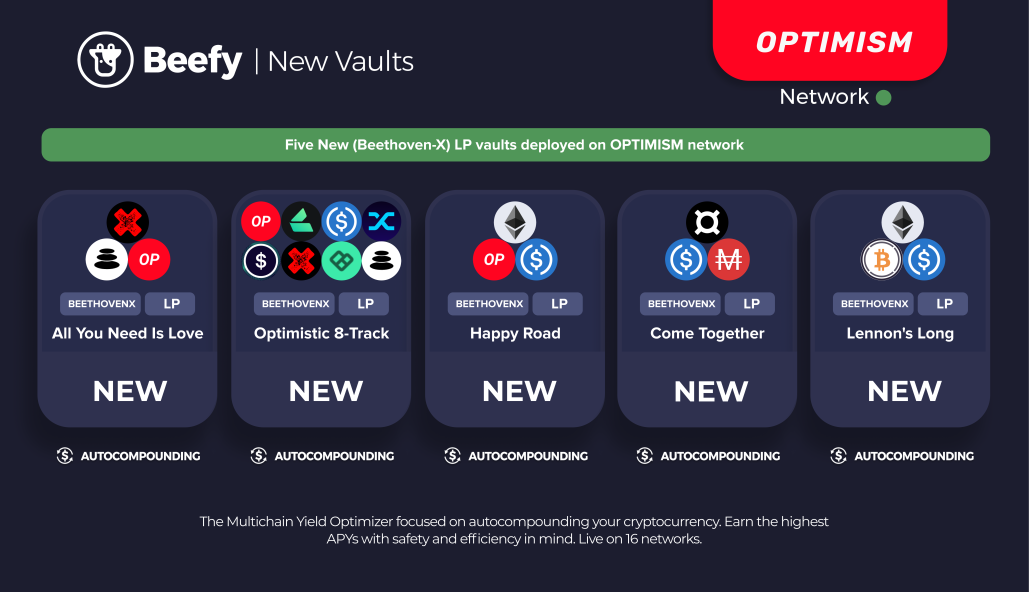 Beefy | New Vaults
OPTIMISM
Network
Five New (Beethoven-X) LP vaults deployed on OPTIMISM network
OP
OP
OP
BEETHOVENX LP
BEETHOVENX LP
BEETHOVENX LP
BEETHOVENX LP
BEETHOVENX LP
All You Need Is Love
Optimistic 8-Track
Happy Road
Come Together
Lennon's Long
NEW
NEW
NEW
NEW
NEW
AUTOCOMPOUNDING
AUTOCOMPOUNDING
AUTOCOMPOUNDING
AUTOCOMPOUNDING
AUTOCOMPOUNDING
The Multichain Yield Optimizer focused on autocompounding your cryptocurrency. Earn the highest
APYs with safety and efficiency in mind. Live on 16 networks.